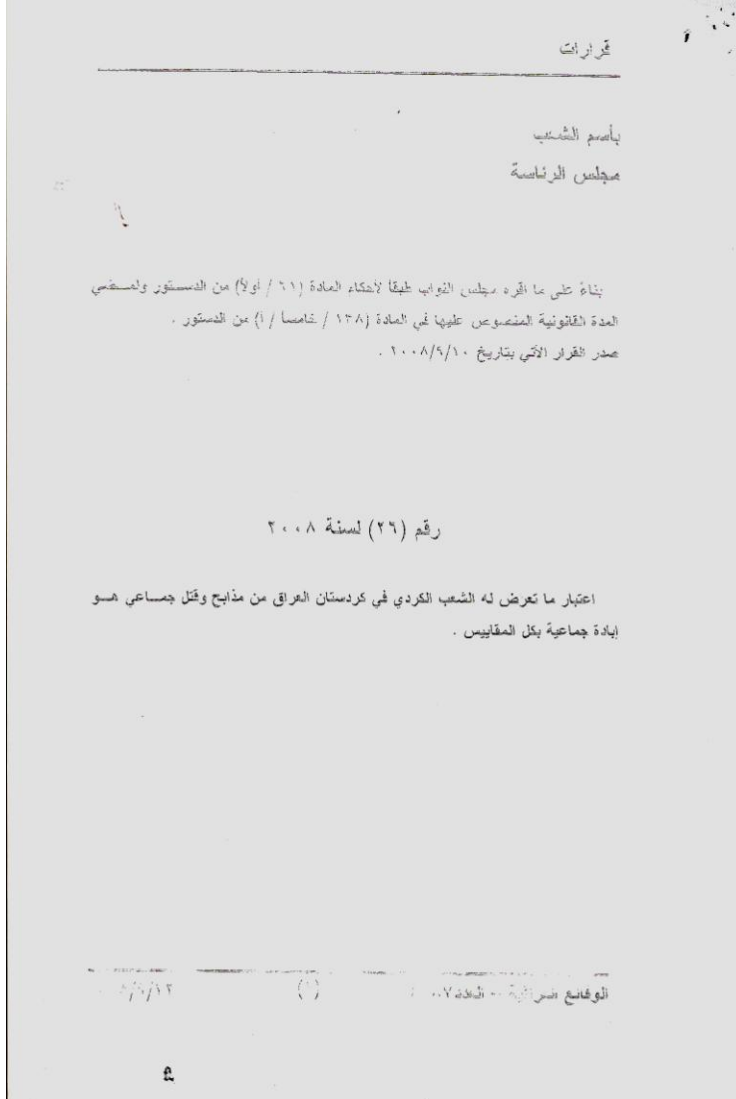 قرارات
بأسم الشعب
مجلس الرئاسة
بناءً على ما اقره مجلس النواب طبقاً لأحكام المادة (٦١ / أولاً) من الدستور ولمضي
المدة القانونية المنصوص عليها في المادة (١٣٨ / خامساً / أ) من الدستور .
صدر القرار الآتي بتاريخ ٢٠٠٨/٩/١٠ .
رقم (٢٦) لسنة ٢٠٠٨
اعتبار ما تعرض له الشعب الكردي في كردستان العراق من مذابح وقتل جماعي هو
إبادة جماعية بكل المقاييس .
الوقائع العراقية - العدد